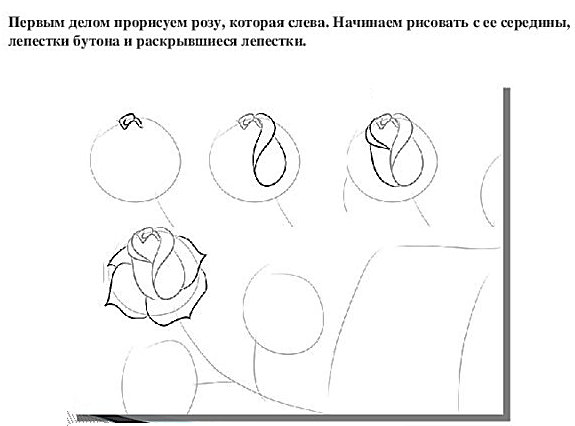 Первым делом прорисуем розу, которая слева. Начинаем рисовать с ее середины,
лепестки бутона и раскрывшиеся лепестки.